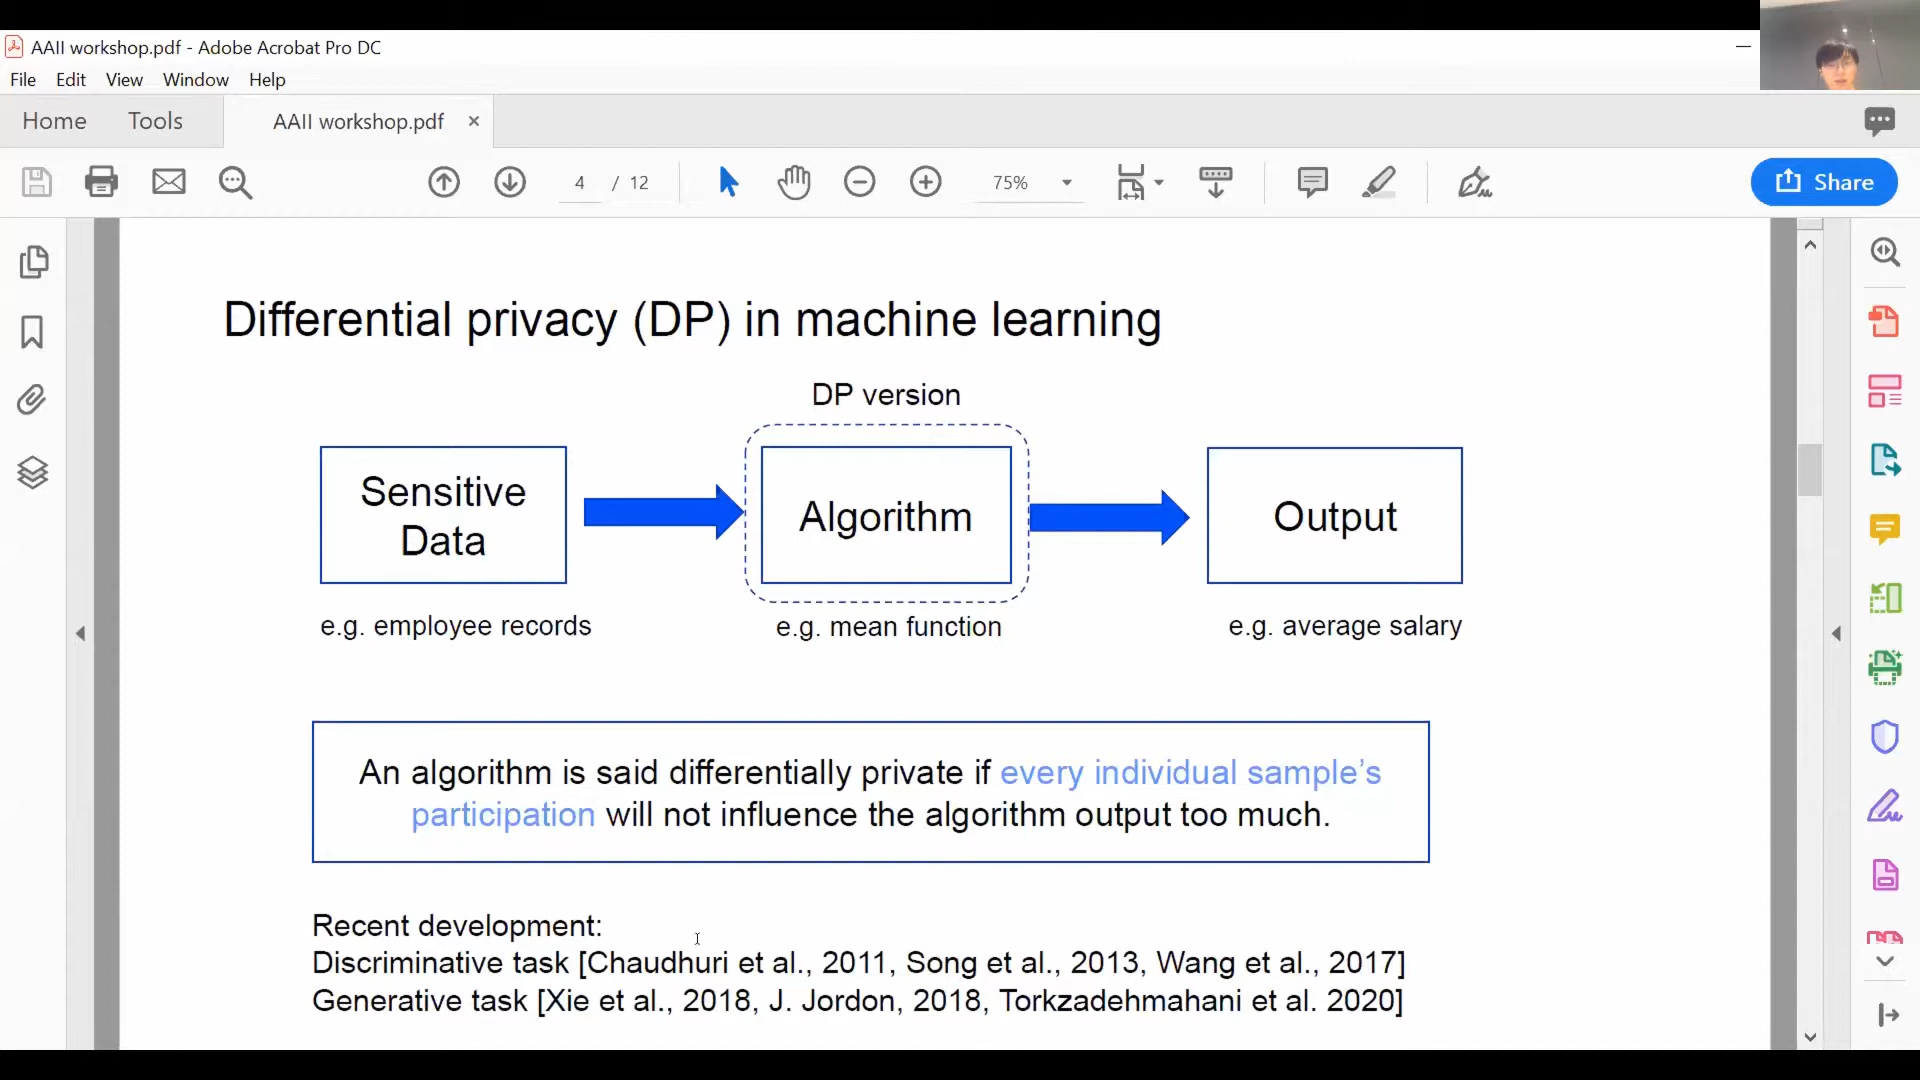 AAII workshop.pdf - Adobe Acrobat Pro DC
File Edit View Window Help
Home Tools AAII workshop.pdf ×
4 / 12 75% Share
Differential privacy (DP) in machine learning
DP version
Sensitive
Data
Algorithm
Output
e.g. employee records
e.g. mean function
e.g. average salary
An algorithm is said differentially private if every individual sample's
participation will not influence the algorithm output too much.
Recent development:
Discriminative task [Chaudhuri et al., 2011, Song et al., 2013, Wang et al., 2017]
Generative task [Xie et al., 2018, J. Jordon, 2018, Torkzadehmahani et al. 2020]